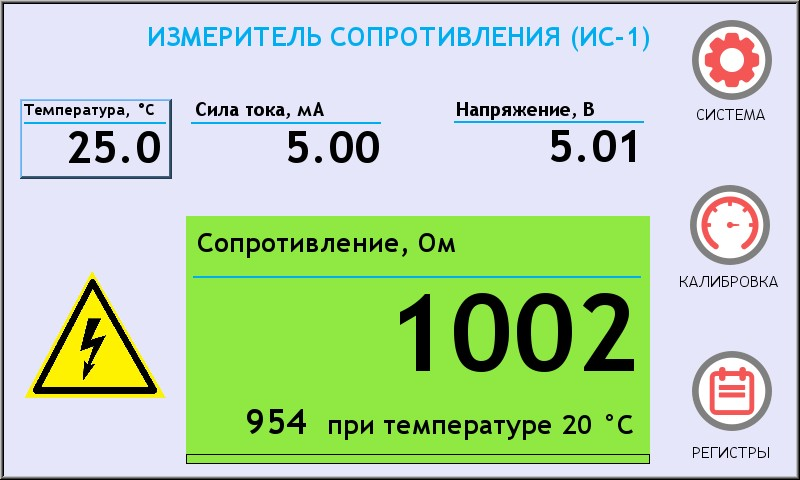 ИЗМЕРИТЕЛЬ СОПРОТИВЛЕНИЯ (ИС-1)
СИСТЕМА
Температура, °C
25.0
Сила тока, мА
5.00
Напряжение, В
5.01
КАЛИБРОВКА
Сопротивление, Ом
1002
954 при температуре 20 °C
РЕГИСТРЫ